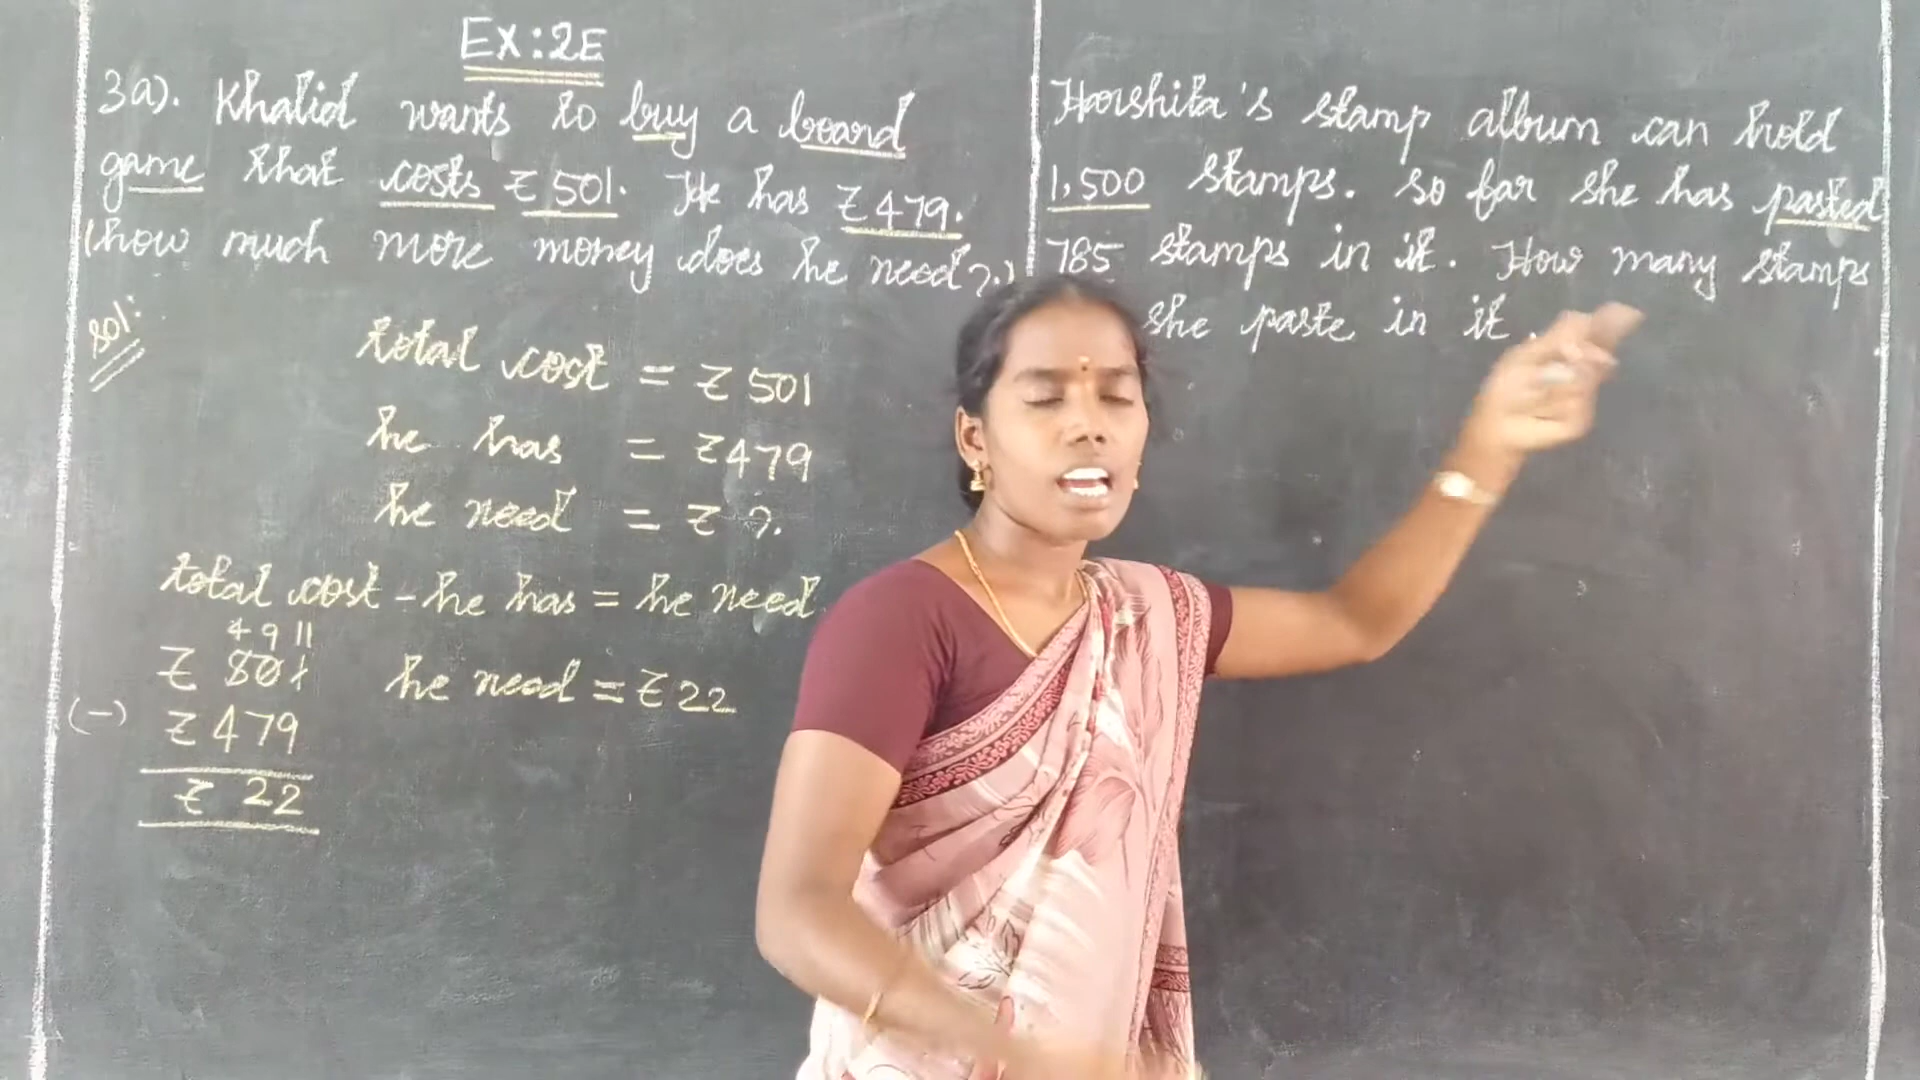 EX:2E
3a). Khalid wants to buy a board
game that costs ₹501. He has ₹479.
how much more money does he need?
Sol:
total cost = ₹501
he has = ₹479
he need = ₹ ?.
total cost - he has = he need
4 9 11
₹ 501
(-) ₹479
₹ 22
he need = ₹22
Harshita's stamp album can hold
1,500 stamps. So far she has pasted
785 stamps in it. How many stamps
she paste in it.